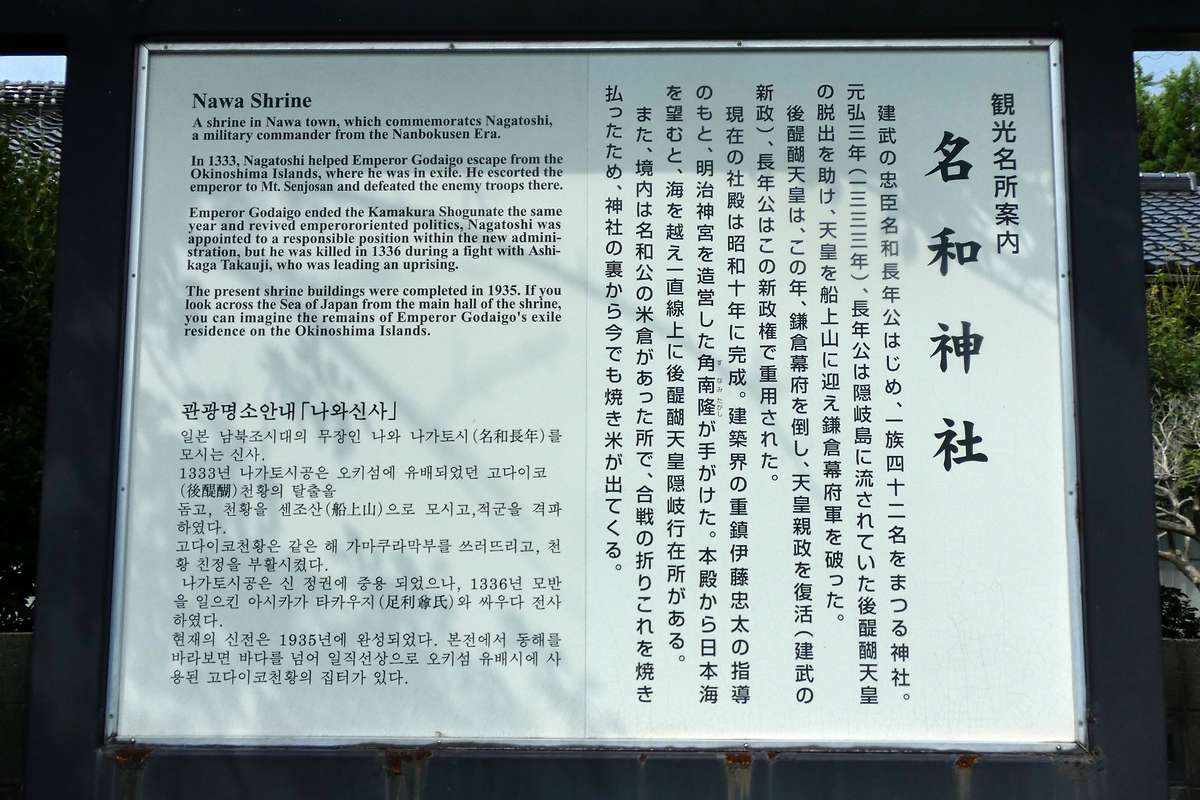 Nawa Shrine
A shrine in Nawa town, which commemorates Nagatoshi,
a military commander from the Nanbokusen Era.
In 1333, Nagatoshi helped Emperor Godaigo escape from the
Okinoshima Islands, where he was in exile. He escorted the
emperor to Mt. Senjosan and defeated the enemy troops there.
Emperor Godaigo ended the Kamakura Shogunate the same
year and revived emperororiented politics, Nagatoshi was
appointed to a responsible position within the new admini-
stration, but he was killed in 1336 during a fight with Ashi-
kaga Takauji, who was leading an uprising.
The present shrine buildings were completed in 1935. If you
look across the Sea of Japan from the main hall of the shrine,
you can imagine the remains of Emperor Godaigo's exile
residence on the Okinoshima Islands.
관광명소안내「나와신사」
일본 남북조시대의 무장인 나와 나가토시(名和長年)를
모시는 신사.
1333년 나가토시공은 오키섬에 유배되었던 고다이코
(後醍醐)천황의 탈출을
돕고, 천황을 센조산(船上山)으로 모시고,적군을 격파
하였다.
고다이코천황은 같은 해 가마쿠라막부를 쓰러뜨리고, 천
황 친정을 부활시켰다.
나가토시공은 신 정권에 중용 되었으나, 1336년 모반
을 일으킨 아시카가 타카우지(足利尊氏)와 싸우다 전사
하였다.
현재의 신전은 1935년에 완성되었다. 본전에서 동해를
바라보면 바다를 넘어 일직선상으로 오키섬 유배시에 사
용된 고다이코천황의 집터가 있다.
観光名所案内
名和神社
建武の忠臣名和長年公はじめ、一族四十二名をまつる神社。
元弘三年(一三三三年)、長年公は隠岐島に流されていた後醍醐天皇
の脱出を助け、天皇を船上山に迎え鎌倉幕府軍を破った。
後醍醐天皇は、この年、鎌倉幕府を倒し、天皇親政を復活(建武の
新政)、長年公はこの新政権で重用された。
現在の社殿は昭和十年に完成。建築界の重鎮伊藤忠太の指導
のもと、明治神宮を造営した角南隆が手がけた。本殿から日本海
す なみ たかし
を望むと、海を越え一直線上に後醍醐天皇隠岐行在所がある。
また、境内は名和公の米倉があった所で、合戦の折りこれを焼き
払ったため、神社の裏から今でも焼き米が出てくる。